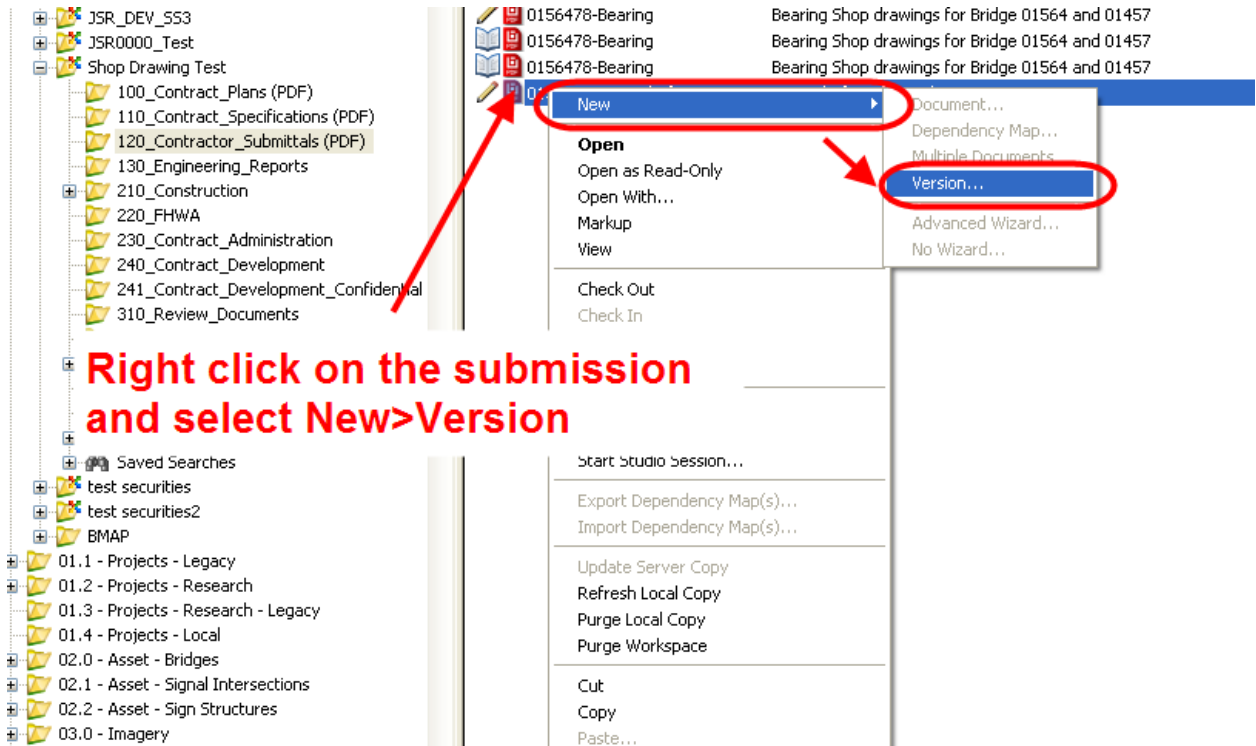 JSR_DEV_SS3
JSR0000_Test
Shop Drawing Test
100_Contract_Plans (PDF)
110_Contract_Specifications (PDF)
120_Contractor_Submittals (PDF)
130_Engineering_Reports
210_Construction
220_FHWA
230_Contract_Administration
240_Contract_Development
241_Contract_Development_Confidential
310_Review_Documents
Saved Searches
test securities
test securities2
BMAP
01.1 - Projects - Legacy
01.2 - Projects - Research
01.3 - Projects - Research - Legacy
01.4 - Projects - Local
02.0 - Asset - Bridges
02.1 - Asset - Signal Intersections
02.2 - Asset - Sign Structures
03.0 - Imagery
0156478-Bearing Bearing Shop drawings for Bridge 01564 and 01457
0156478-Bearing Bearing Shop drawings for Bridge 01564 and 01457
0156478-Bearing Bearing Shop drawings for Bridge 01564 and 01457
New
Open
Open as Read-Only
Open With...
Markup
View
Check Out
Check In
Start Studio Session...
Export Dependency Map(s)...
Import Dependency Map(s)...
Update Server Copy
Refresh Local Copy
Purge Local Copy
Purge Workspace
Cut
Copy
Paste...
Document...
Dependency Map...
Multiple Documents
Version...
Advanced Wizard...
No Wizard...
Right click on the submission
and select New>Version